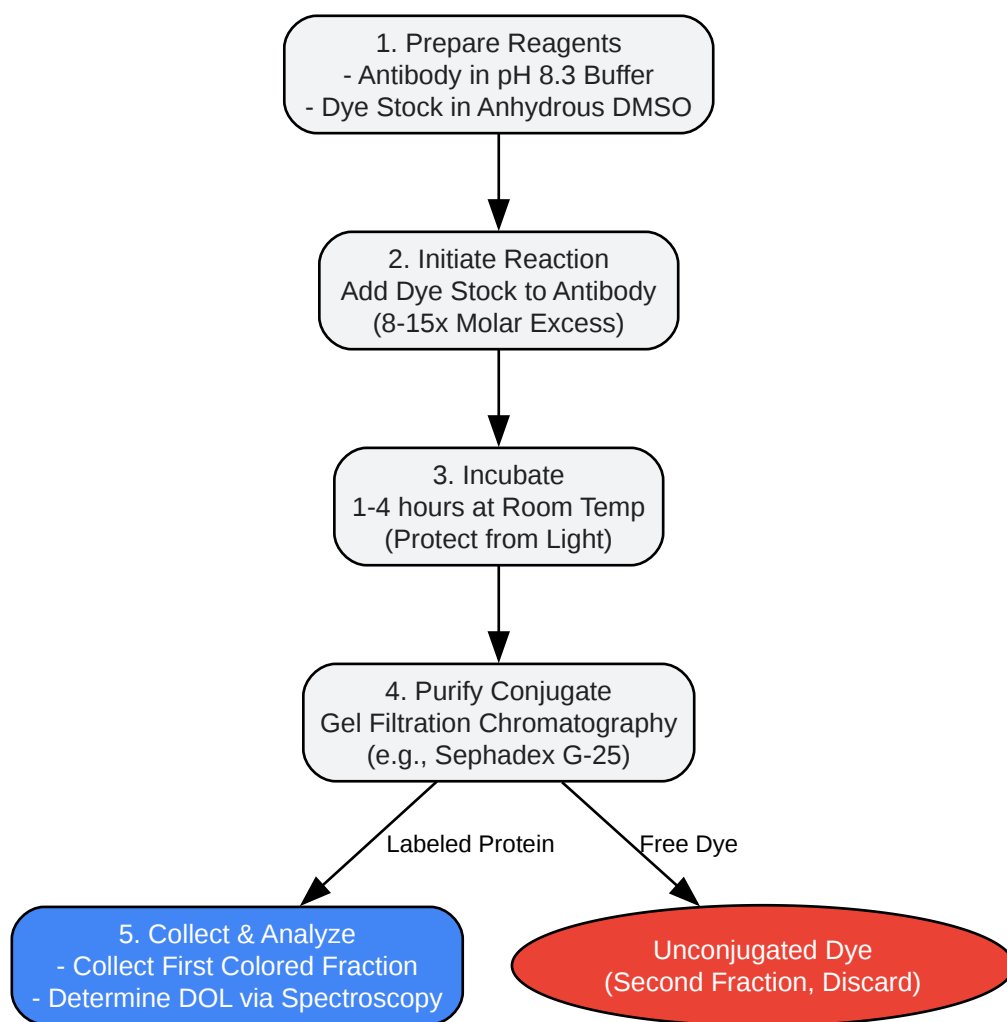 1. Prepare Reagents
- Antibody in pH 8.3 Buffer
- Dye Stock in Anhydrous DMSO
2. Initiate Reaction
Add Dye Stock to Antibody
(8-15x Molar Excess)
3. Incubate
1-4 hours at Room Temp
(Protect from Light)
4. Purify Conjugate
Gel Filtration Chromatography
(e.g., Sephadex G-25)
Labeled Protein
Free Dye
5. Collect & Analyze
- Collect First Colored Fraction
- Determine DOL via Spectroscopy
Unconjugated Dye
(Second Fraction, Discard)